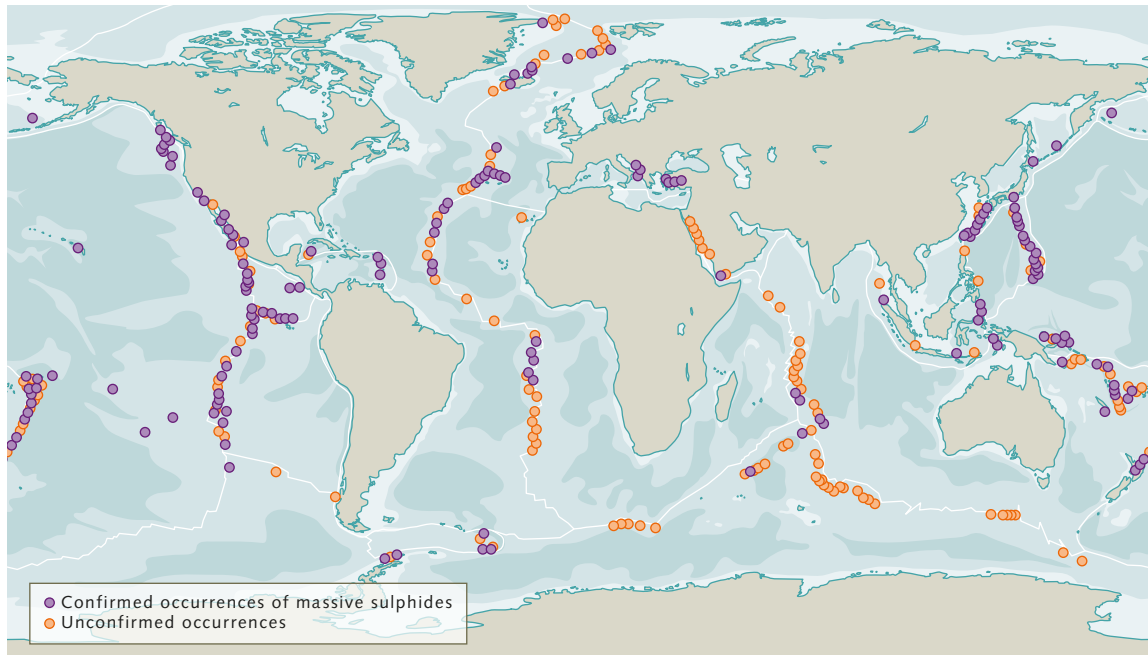 Confirmed occurrences of massive sulphides
Unconfirmed occurrences